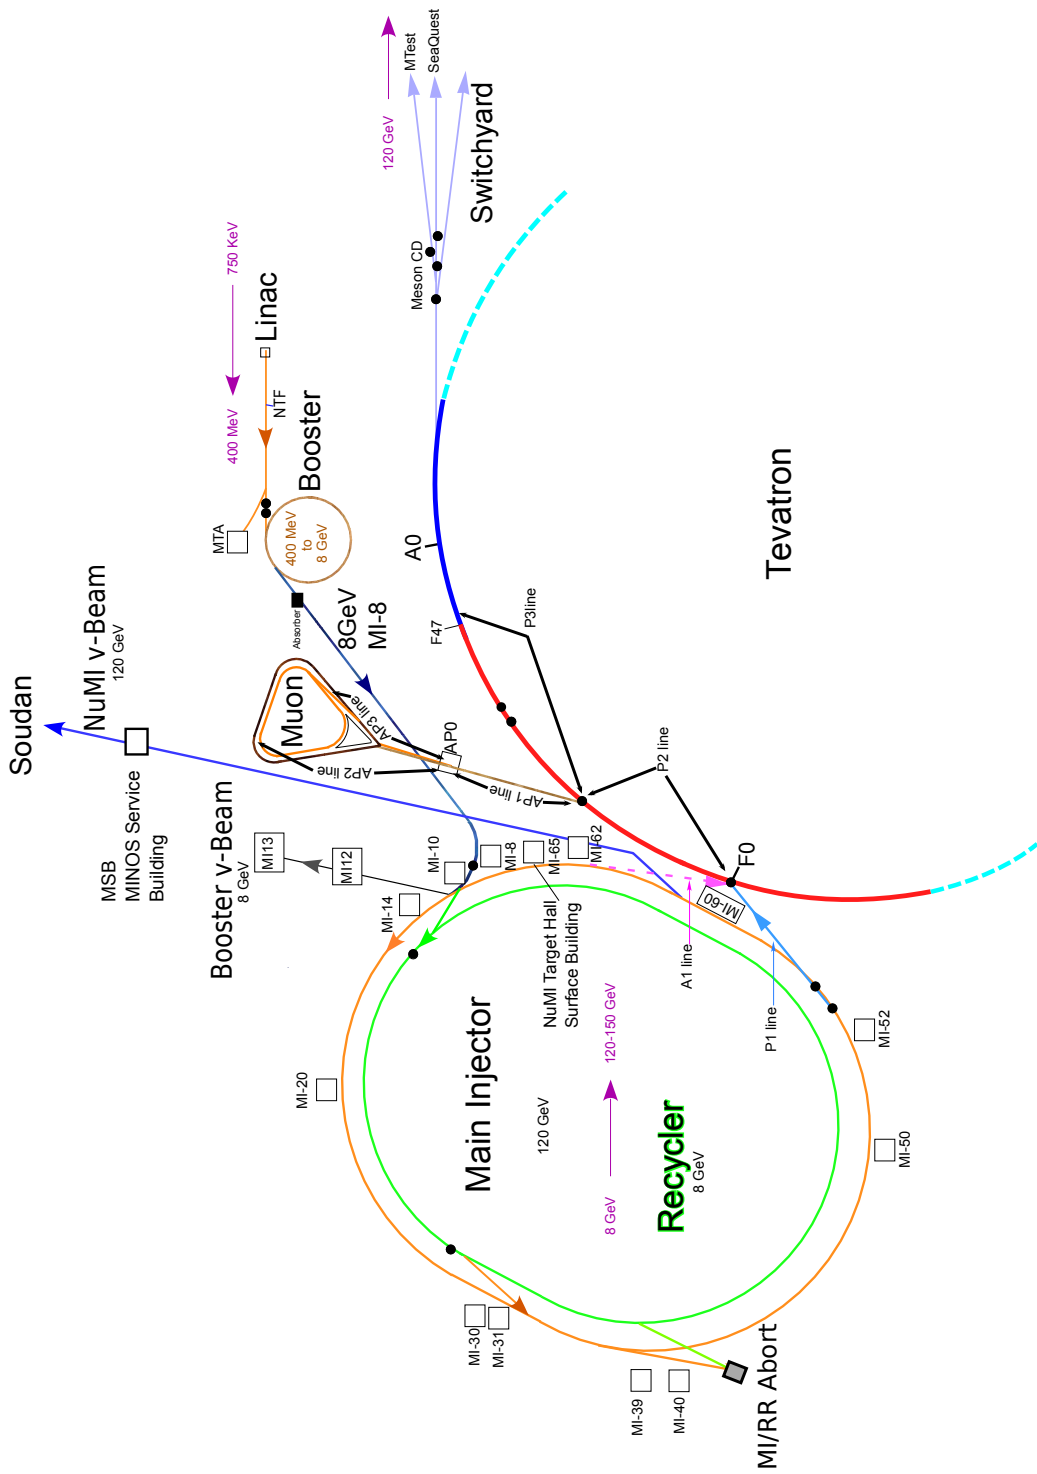 Soudan
NuMI ν-Beam
120 GeV
MSB
MINOS Service
Building
Booster ν-Beam
8 GeV
MI13
MI12
MTA
400 MeV
750 KeV
Linac
NTF
Booster
400 MeV
to
8 GeV
Absorber
8GeV
MI-8
Muon
AP3 line
AP2 line
AP0
AP1 line
120 GeV
MTest
SeaQuest
Switchyard
Meson CD
A0
F47
P3line
P2 line
F0
Tevatron
MI-10
MI-8
MI-65
MI-62
MI-60
MI-14
NuMI Target Hall
Surface Building
A1 line
P1 line
MI-52
MI-50
MI-20
Main Injector
120 GeV
8 GeV
120-150 GeV
Recycler
8 GeV
MI-30
MI-31
MI-39
MI-40
MI/RR Abort